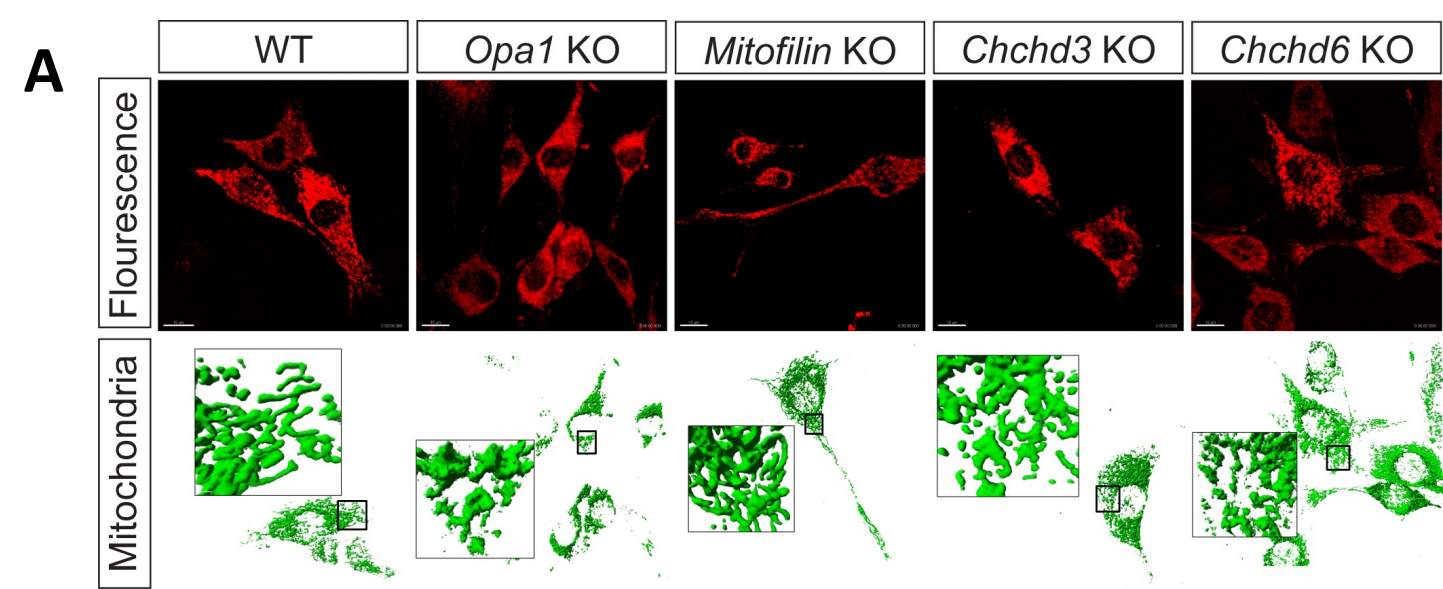 A
WT
Opa1 KO
Mitofilin KO
Chchd3 KO
Chchd6 KO
Flourescence
Mitochondria